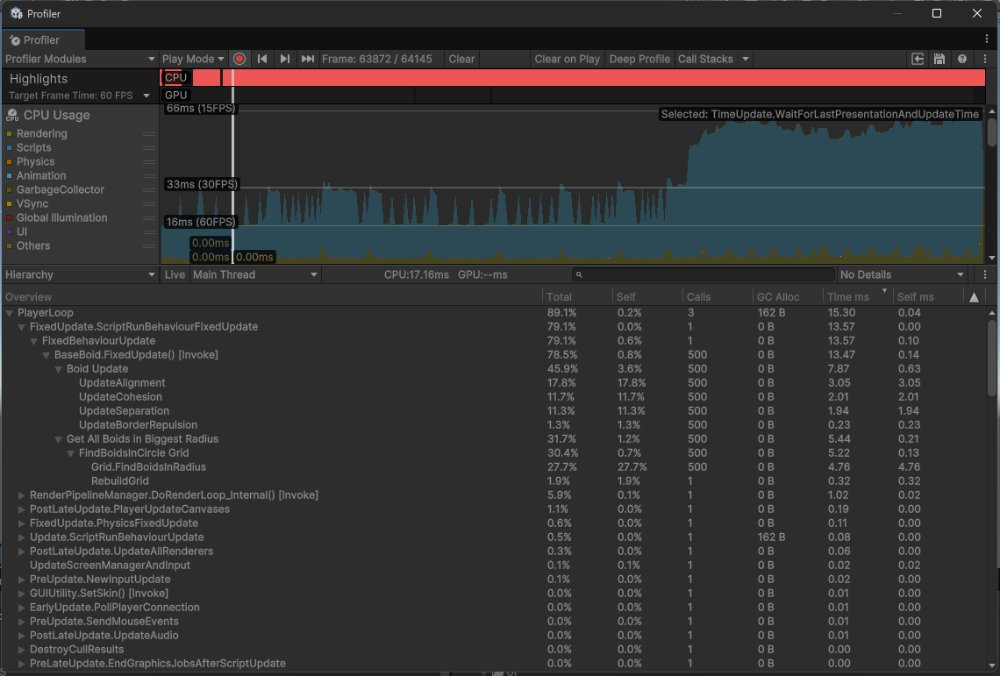 Profiler
Profiler
Profiler Modules Play Mode Frame: 63872 / 64145 Clear Clear on Play Deep Profile Call Stacks
Highlights CPU
Target Frame Time: 60 FPS GPU
CPU Usage 66ms (15FPS) Selected: TimeUpdate.WaitForLastPresentationAndUpdateTime
Rendering
Scripts
Physics
Animation
33ms (30FPS)
GarbageCollector
VSync
Global Illumination 16ms (60FPS)
UI
Others 0.00ms
0.00ms 0.00ms
Hierarchy Live Main Thread CPU:17.16ms GPU:--ms No Details
Overview Total Self Calls GC Alloc Time ms Self ms
PlayerLoop 89.1% 0.2% 3 162 B 15.30 0.04
FixedUpdate.ScriptRunBehaviourFixedUpdate 79.1% 0.0% 1 0 B 13.57 0.00
FixedBehaviourUpdate 79.1% 0.6% 1 0 B 13.57 0.10
BaseBoid.FixedUpdate() [Invoke] 78.5% 0.8% 500 0 B 13.47 0.14
Boid Update 45.9% 3.6% 500 0 B 7.87 0.63
UpdateAlignment 17.8% 17.8% 500 0 B 3.05 3.05
UpdateCohesion 11.7% 11.7% 500 0 B 2.01 2.01
UpdateSeparation 11.3% 11.3% 500 0 B 1.94 1.94
UpdateBorderRepulsion 1.3% 1.3% 500 0 B 0.23 0.23
Get All Boids in Biggest Radius 31.7% 1.2% 500 0 B 5.44 0.21
FindBoidsInCircle Grid 30.4% 0.7% 500 0 B 5.22 0.13
Grid.FindBoidsInRadius 27.7% 27.7% 500 0 B 4.76 4.76
RebuildGrid 1.9% 1.9% 1 0 B 0.32 0.32
RenderPipelineManager.DoRenderLoop_Internal() [Invoke] 5.9% 0.1% 1 0 B 1.02 0.02
PostLateUpdate.PlayerUpdateCanvases 1.1% 0.0% 1 0 B 0.19 0.00
FixedUpdate.PhysicsFixedUpdate 0.6% 0.0% 1 0 B 0.11 0.00
Update.ScriptRunBehaviourUpdate 0.5% 0.0% 1 162 B 0.08 0.00
PostLateUpdate.UpdateAllRenderers 0.3% 0.0% 1 0 B 0.06 0.00
UpdateScreenManagerAndInput 0.1% 0.1% 1 0 B 0.02 0.02
PreUpdate.NewInputUpdate 0.1% 0.0% 1 0 B 0.02 0.00
GUIUtility.SetSkin() [Invoke] 0.0% 0.0% 1 0 B 0.01 0.00
EarlyUpdate.PollPlayerConnection 0.0% 0.0% 1 0 B 0.01 0.00
PreUpdate.SendMouseEvents 0.0% 0.0% 1 0 B 0.01 0.00
PostLateUpdate.UpdateAudio 0.0% 0.0% 1 0 B 0.01 0.00
DestroyCullResults 0.0% 0.0% 1 0 B 0.00 0.00
PreLateUpdate.EndGraphicsJobsAfterScriptUpdate 0.0% 0.0% 1 0 B 0.00 0.00